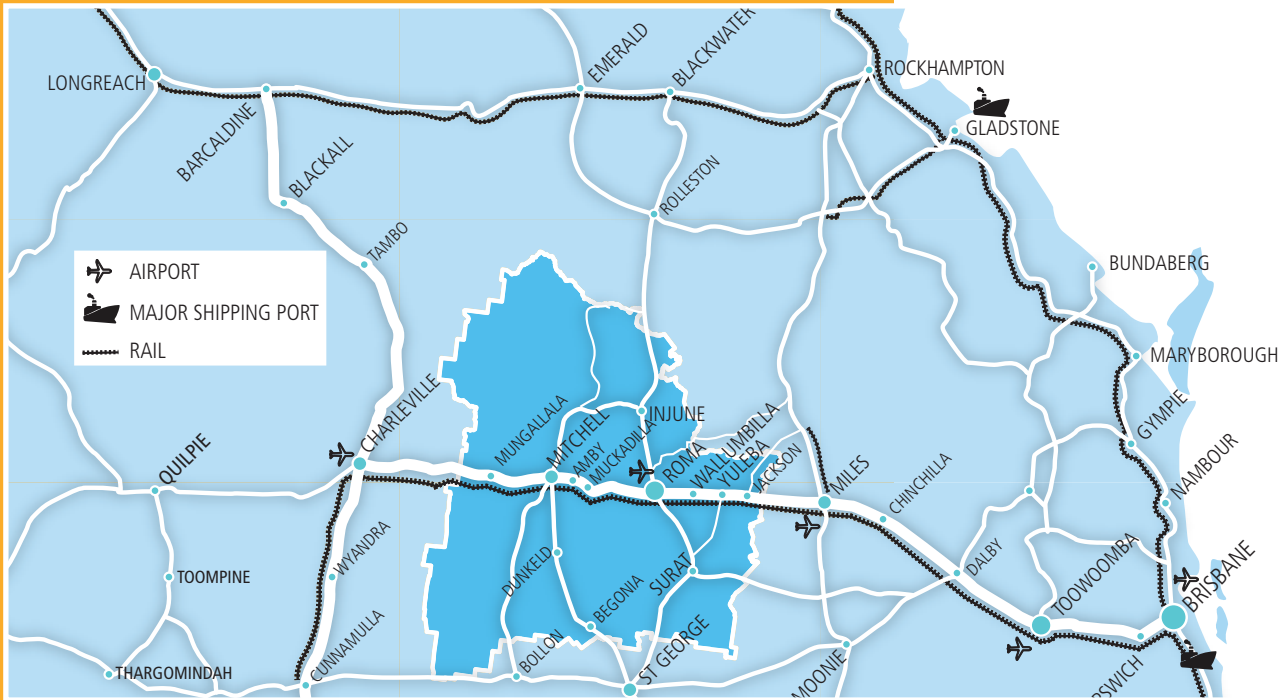 LONGREACH
BARCALDINE
BLACKALL
TAMBO
EMERALD
BLACKWATER
ROCKHAMPTON
GLADSTONE
ROLLESTON
BUNDABERG
MARYBOROUGH
GYMPIE
NAMBOUR
AIRPORT
MAJOR SHIPPING PORT
RAIL
CHARLEVILLE
QUILPIE
MUNGALLALA
MITCHELL
AMBY
MUCKADILLA
INJUNE
ROMA
WALLUMBILLA
YULEBA
JACKSON
MILES
CHINCHILLA
DALBY
TOOWOOMBA
BRISBANE
TOOMPINE
WYANDRA
DUNKELD
BEGONIA
SURAT
THARGOMINDAH
CUNNAMULLA
BOLLON
ST GEORGE
MOONIE